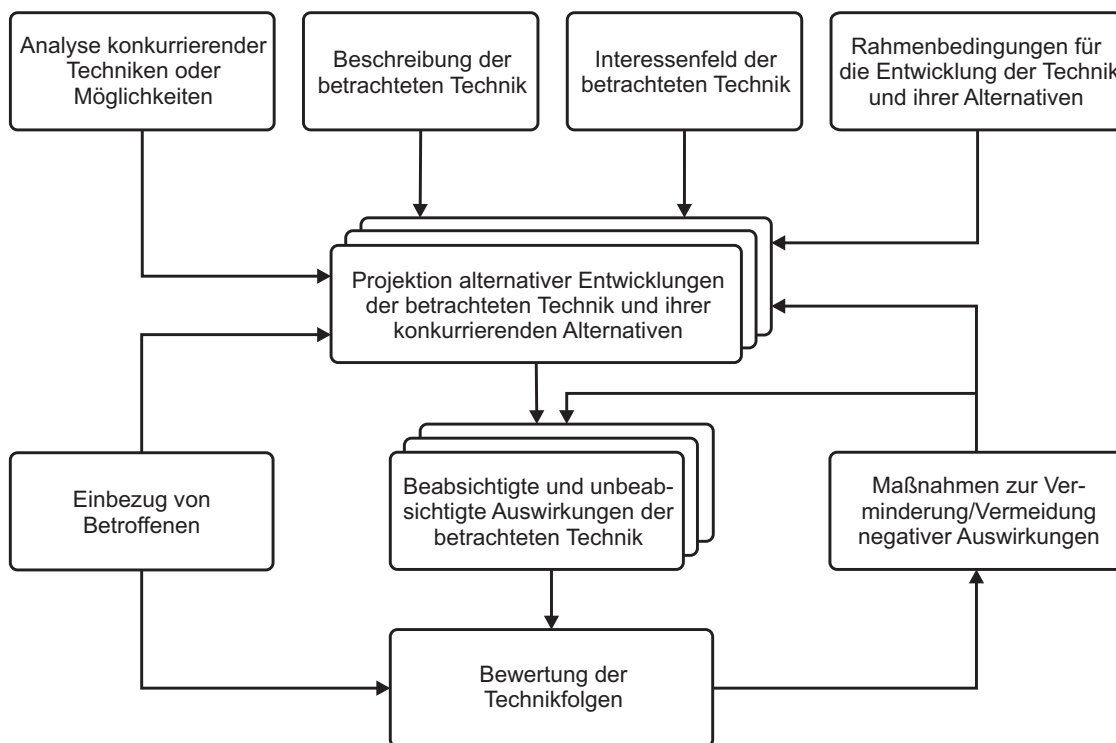 Analyse konkurrierender
Techniken oder
Möglichkeiten
Beschreibung der
betrachteten Technik
Interessenfeld der
betrachteten Technik
Rahmenbedingungen für
die Entwicklung der Technik
und ihrer Alternativen
Projektion alternativer Entwicklungen
der betrachteten Technik und ihrer
konkurrierenden Alternativen
Einbezug von
Betroffenen
Beabsichtigte und unbeab-
sichtigte Auswirkungen der
betrachteten Technik
Maßnahmen zur Ver-
minderung/Vermeidung
negativer Auswirkungen
Bewertung der
Technikfolgen